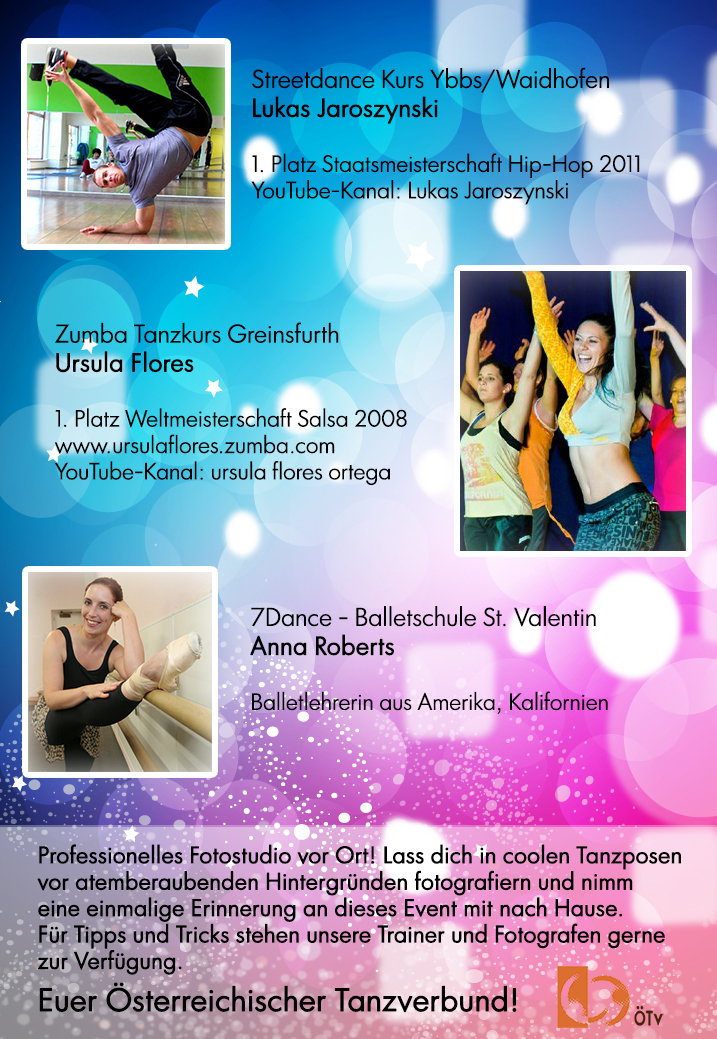 Streetdance Kurs Ybbs/Waidhofen
Lukas Jaroszynski
1. Platz Staatsmeisterschaft Hip-Hop 2011
YouTube-Kanal: Lukas Jaroszynski
Zumba Tanzkurs Greinsfurth
Ursula Flores
1. Platz Weltmeisterschaft Salsa 2008
www.ursulaflores.zumba.com
YouTube-Kanal: ursula flores ortega
7Dance - Balletschule St. Valentin
Anna Roberts
Balletlehrerin aus Amerika, Kalifornien
Professionelles Fotostudio vor Ort! Lass dich in coolen Tanzposen
vor atemberaubenden Hintergründen fotografiern und nimm
eine einmalige Erinnerung an dieses Event mit nach Hause.
Für Tipps und Tricks stehen unsere Trainer und Fotografen gerne
zur Verfügung.
Euer Österreichischer Tanzverbund!
ÖTv